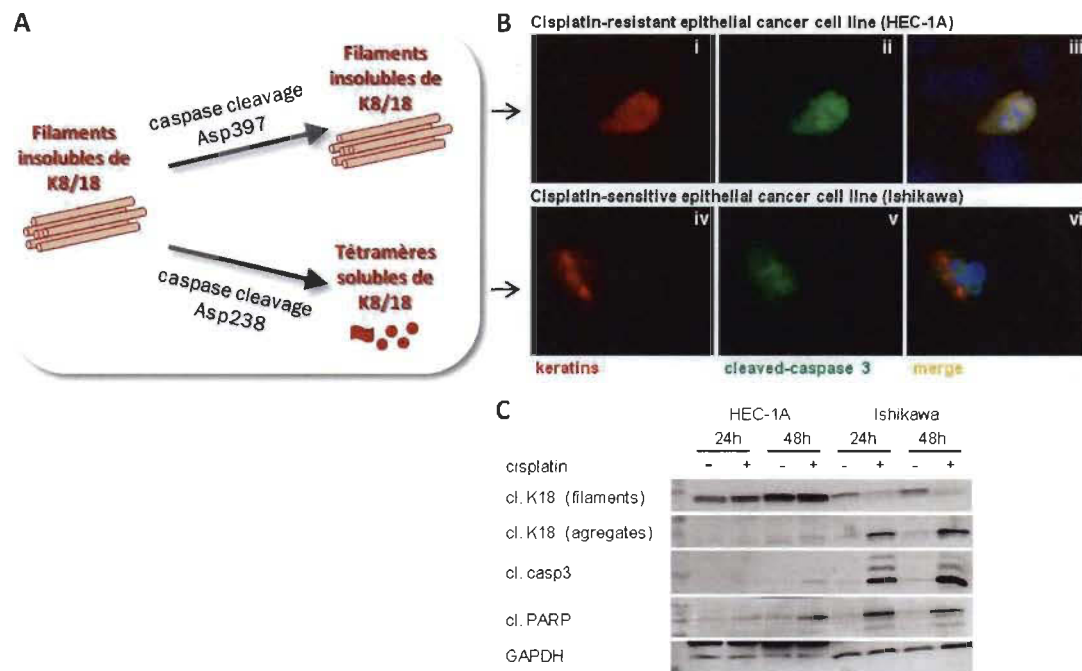 A
Filaments
insolubles de
K8/18
caspase cleavage
Asp397
Filaments
insolubles de
K8/18
caspase cleavage
Asp238
Tétramères
solubles de
K8/18
B
Cisplatin-resistant epithelial cancer cell line (HEC-1A)
i
ii
iii
Cisplatin-sensitive epithelial cancer cell line (Ishikawa)
iv
v
vi
keratins
cleaved-caspase 3
merge
C
HEC-1A Ishikawa
24h 48h 24h 48h
cisplatin - + - + - + - +
cl. K18 (filaments)
cl. K18 (agregates)
cl. casp3
cl. PARP
GAPDH